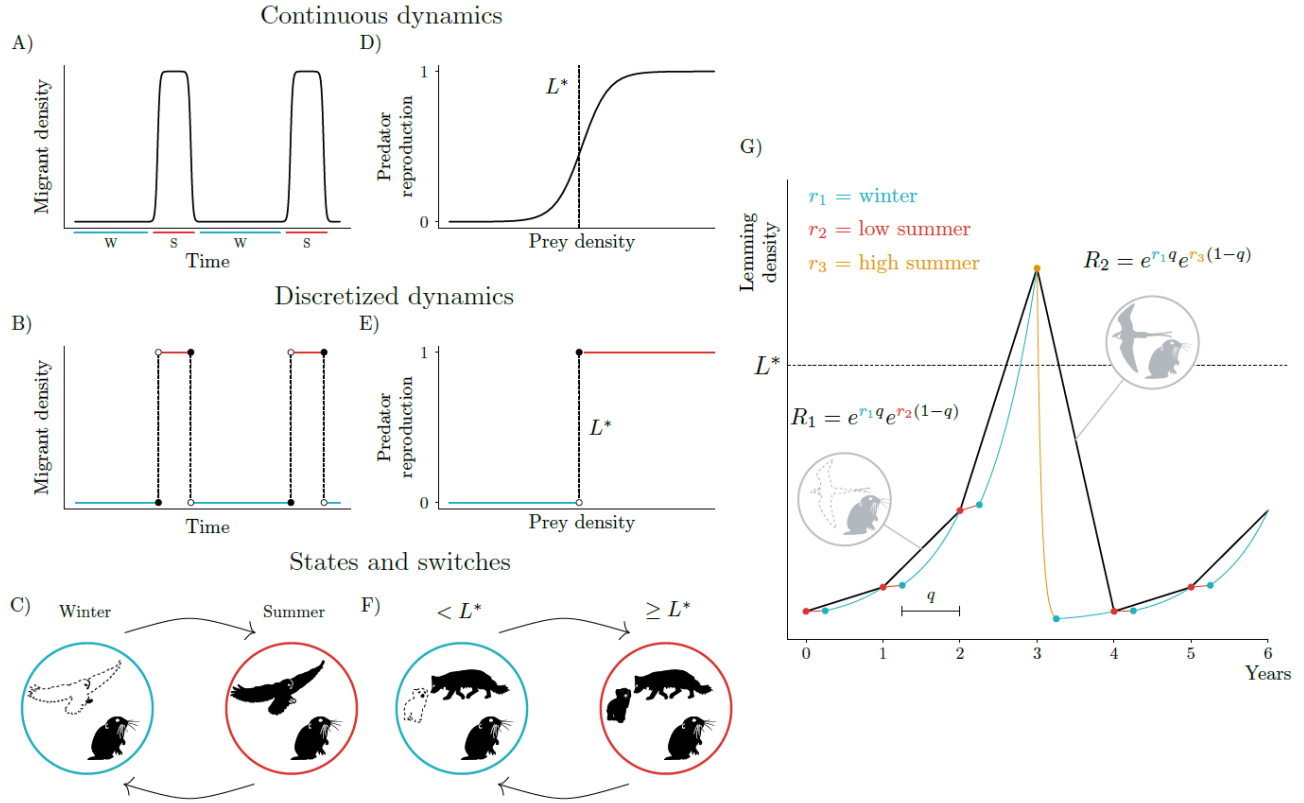 Continuous dynamics
A)
Migrant density
W
S
W
S
Time
D)
Predator
reproduction
1
0
L*
Prey density
Discretized dynamics
B)
Migrant density
Time
E)
Predator
reproduction
1
0
L*
Prey density
States and switches
C)
Winter
Summer
F)
< L*
≥ L*
G)
Lemming
density
r₁ = winter
r₂ = low summer
r₃ = high summer
R₂ = e^{r₁q}e^{r₃(1−q)}
L*
R₁ = e^{r₁q}e^{r₂(1−q)}
q
0 1 2 3 4 5 6
Years